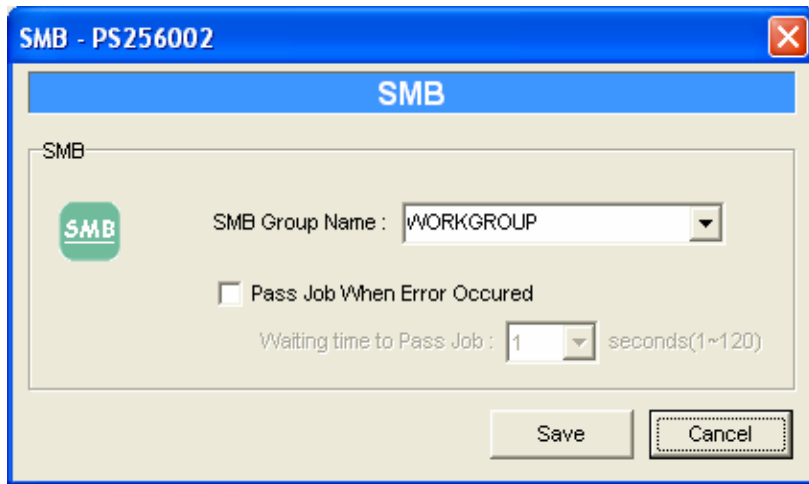 SMB - PS256002
SMB
SMB
SMB
SMB Group Name : WORKGROUP
Pass Job When Error Occured
Waiting time to Pass Job : 1 seconds(1~120)
Save Cancel